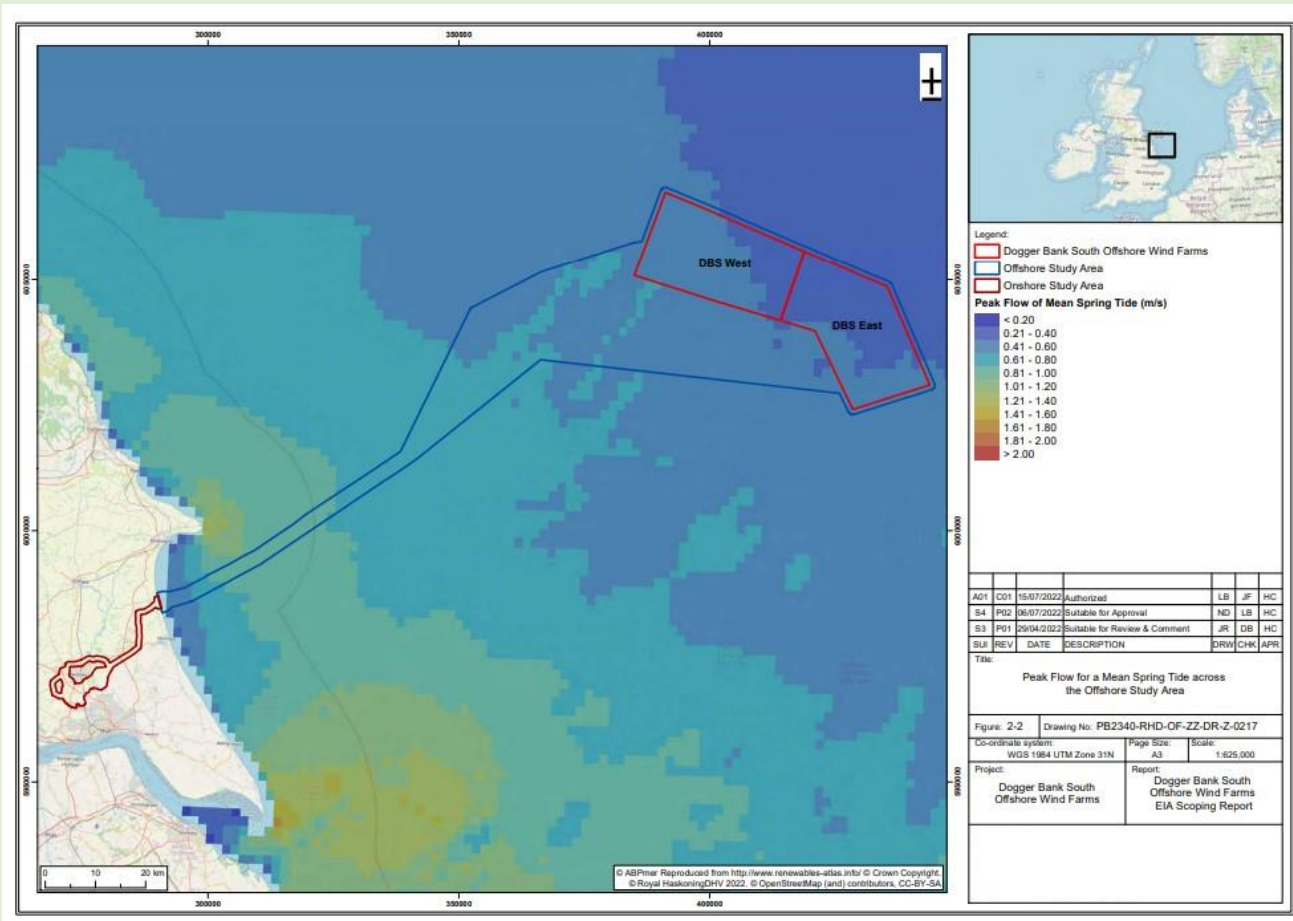 300000
350000
400000
6050000
6050000
DBS West
DBS East
6000000
6000000
5950000
5950000
0 10 20 km
© ABPmer Reproduced from http://www.renewables-atlas.info/ © Crown Copyright.
© Royal HaskoningDHV 2022. © OpenStreetMap (and) contributors, CC-BY-SA
300000
350000
400000
Legend:
Dogger Bank South Offshore Wind Farms
Offshore Study Area
Onshore Study Area
Peak Flow of Mean Spring Tide (m/s)
< 0.20
0.21 - 0.40
0.41 - 0.60
0.61 - 0.80
0.81 - 1.00
1.01 - 1.20
1.21 - 1.40
1.41 - 1.60
1.61 - 1.80
1.81 - 2.00
> 2.00
A01 C01 15/07/2022 Authorized LB JF HC
S4 P02 06/07/2022 Suitable for Approval ND LB HC
S3 P01 29/04/2022 Suitable for Review & Comment JR DB HC
SUI REV DATE DESCRIPTION DRW CHK APR
Title:
Peak Flow for a Mean Spring Tide across
the Offshore Study Area
Figure: 2-2 Drawing No: PB2340-RHD-OF-ZZ-DR-Z-0217
Co-ordinate system: Page Size: Scale:
WGS 1984 UTM Zone 31N A3 1:625,000
Project: Report:
Dogger Bank South
Offshore Wind Farms
Dogger Bank South
Offshore Wind Farms
EIA Scoping Report